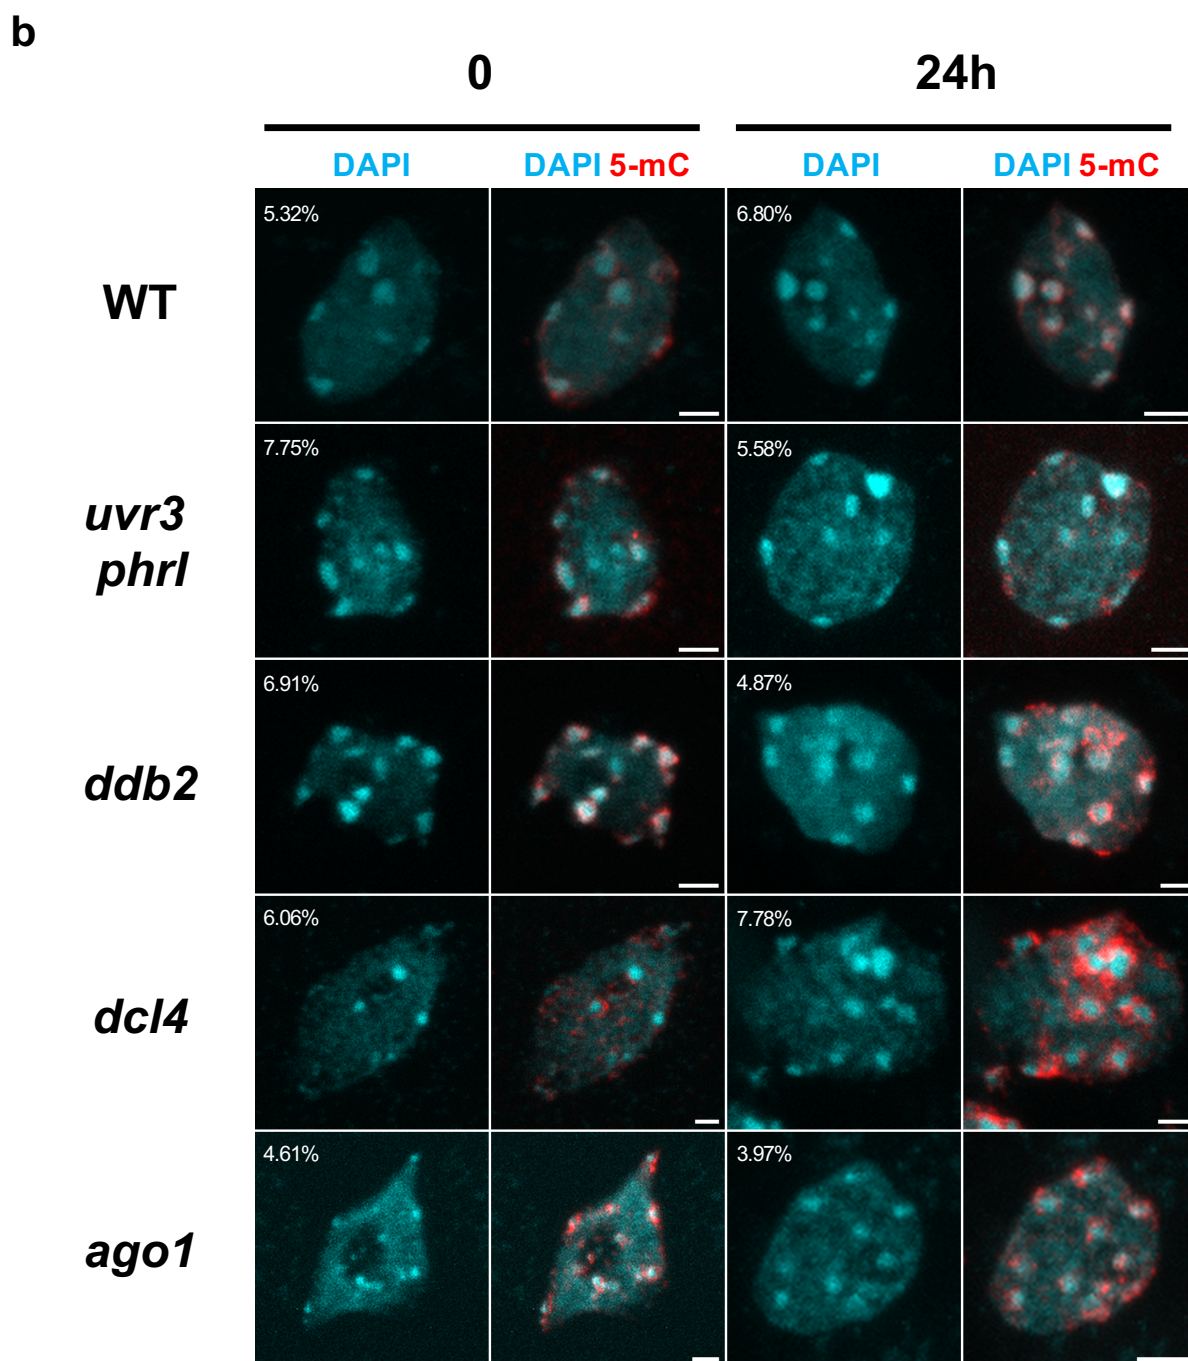 b
0 24h
DAPI DAPI 5-mC DAPI DAPI 5-mC
WT 5.32% 6.80%
uvr3 phrI 7.75% 5.58%
ddb2 6.91% 4.87%
dcl4 6.06% 7.78%
ago1 4.61% 3.97%